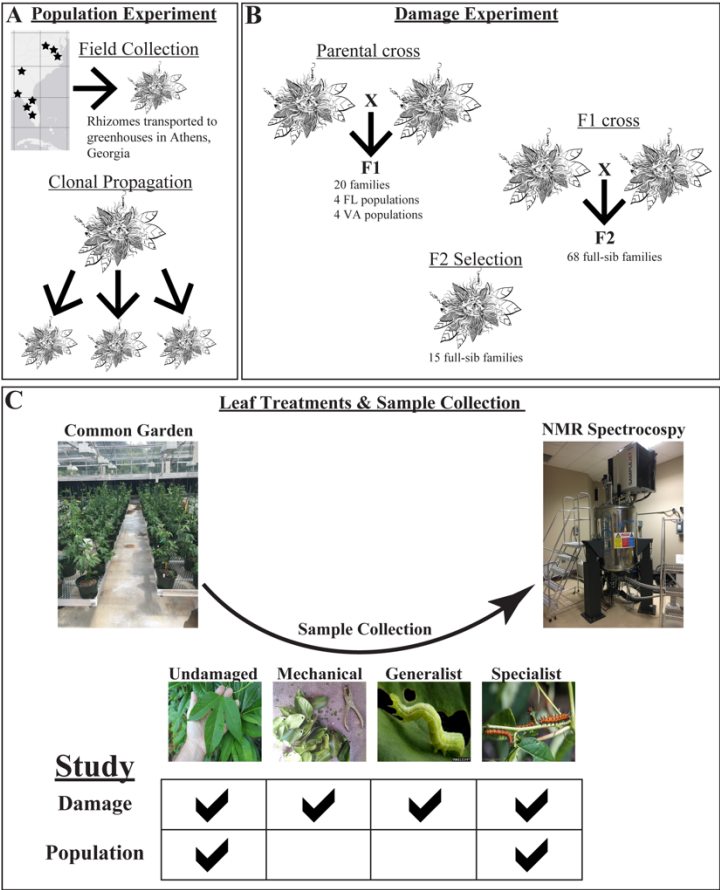 A Population Experiment
Field Collection
Rhizomes transported to
greenhouses in Athens,
Georgia
Clonal Propagation
B Damage Experiment
Parental cross
X
F1
20 families
4 FL populations
4 VA populations
F1 cross
X
F2
68 full-sib families
F2 Selection
15 full-sib families
C Leaf Treatments & Sample Collection
Common Garden
NMR Spectrocospy
Sample Collection
Undamaged Mechanical Generalist Specialist
Study
Damage
Population